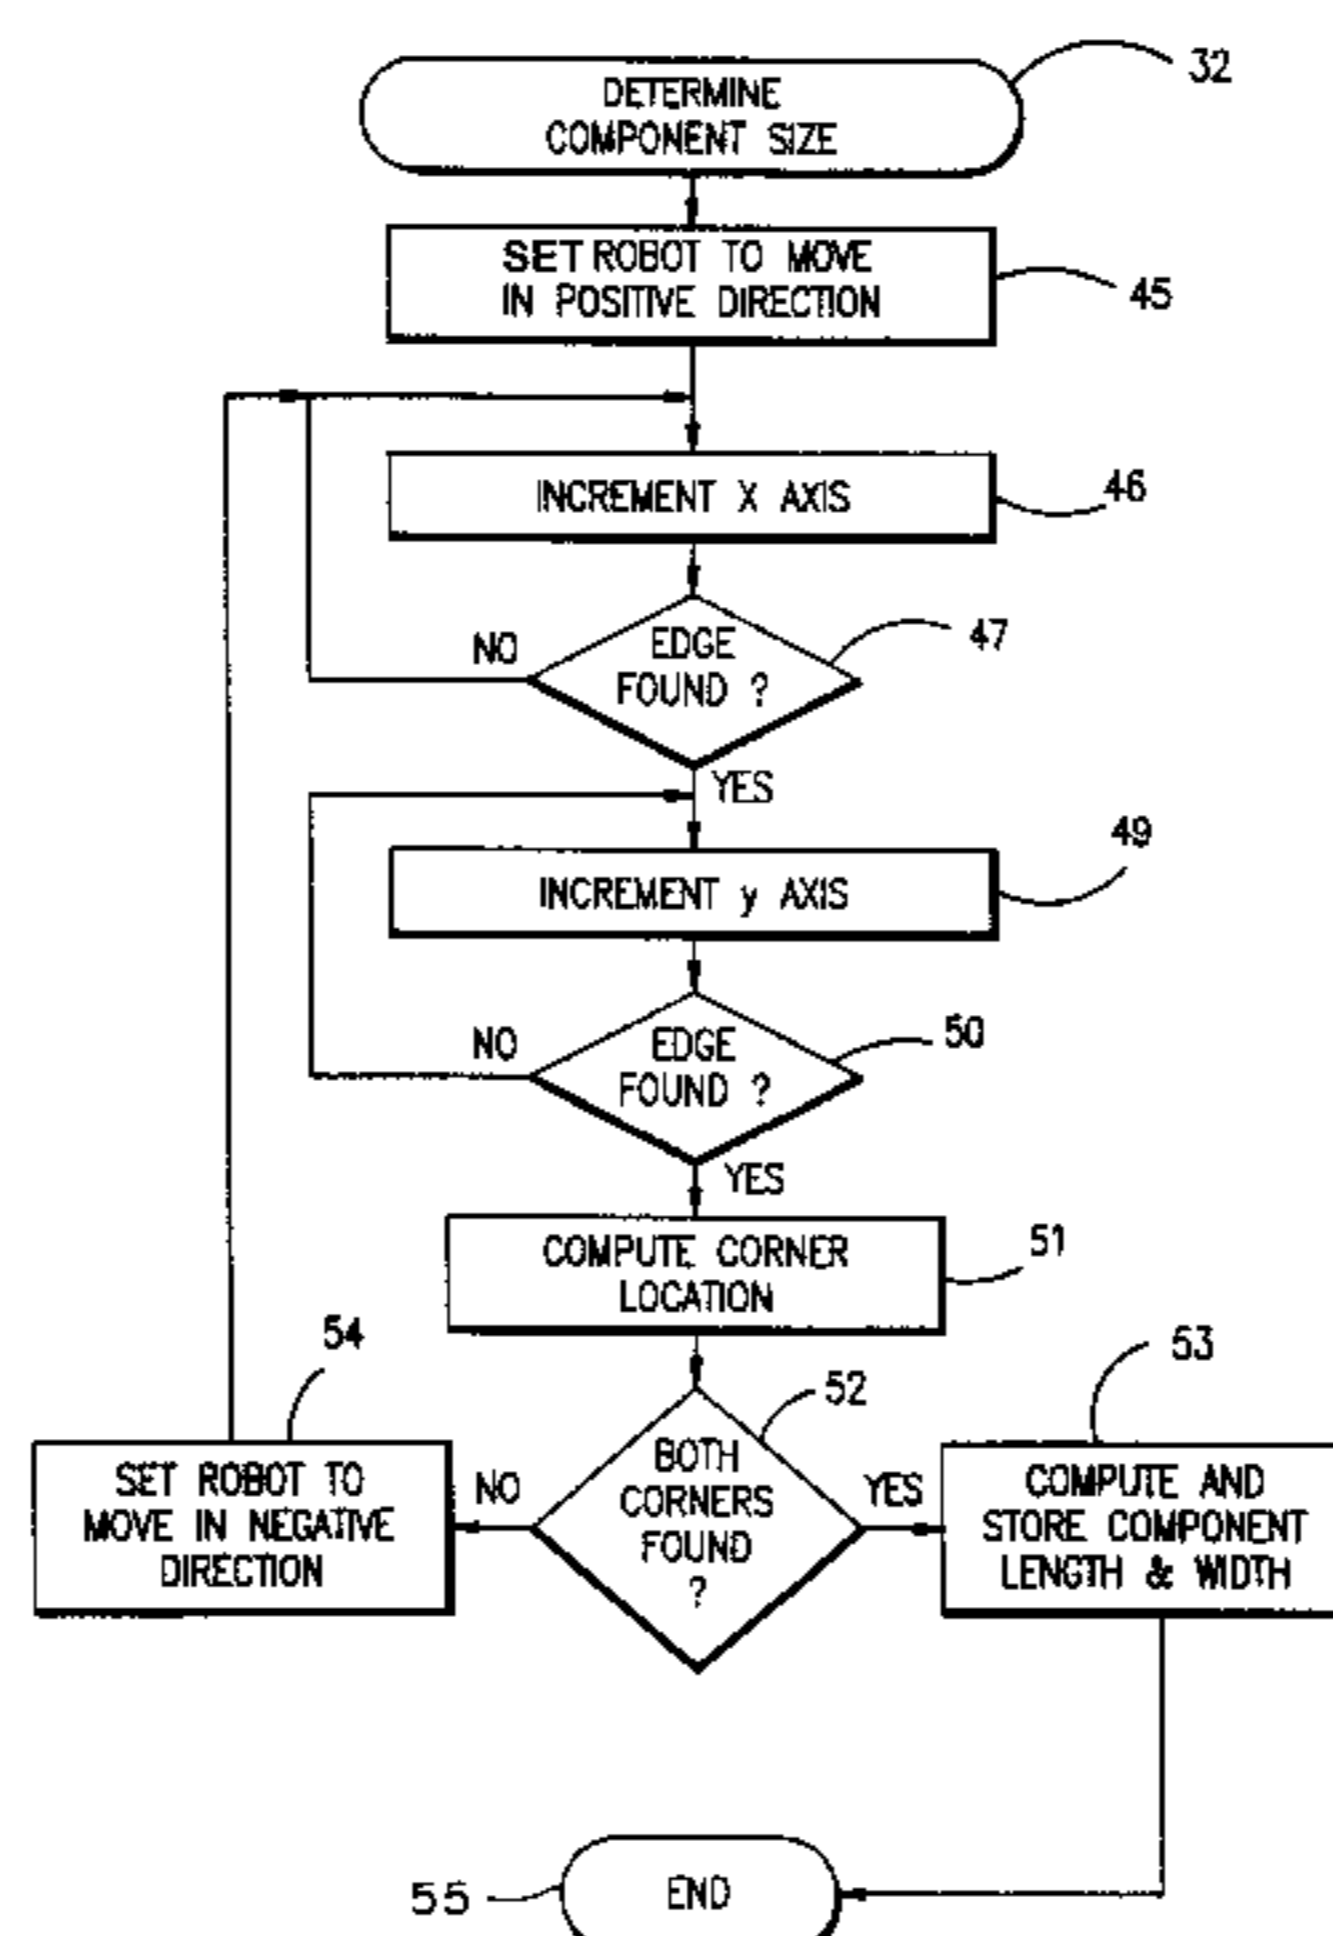 DETERMINE
COMPONENT SIZE
32
SET ROBOT TO MOVE
IN POSITIVE DIRECTION
45
INCREMENT X AXIS
46
EDGE
FOUND ?
47
NO
YES
INCREMENT y AXIS
49
EDGE
FOUND ?
50
NO
YES
COMPUTE CORNER
LOCATION
51
54
52
53
SET ROBOT TO
MOVE IN NEGATIVE
DIRECTION
NO
BOTH
CORNERS
FOUND
?
YES
COMPUTE AND
STORE COMPONENT
LENGTH & WIDTH
55
END